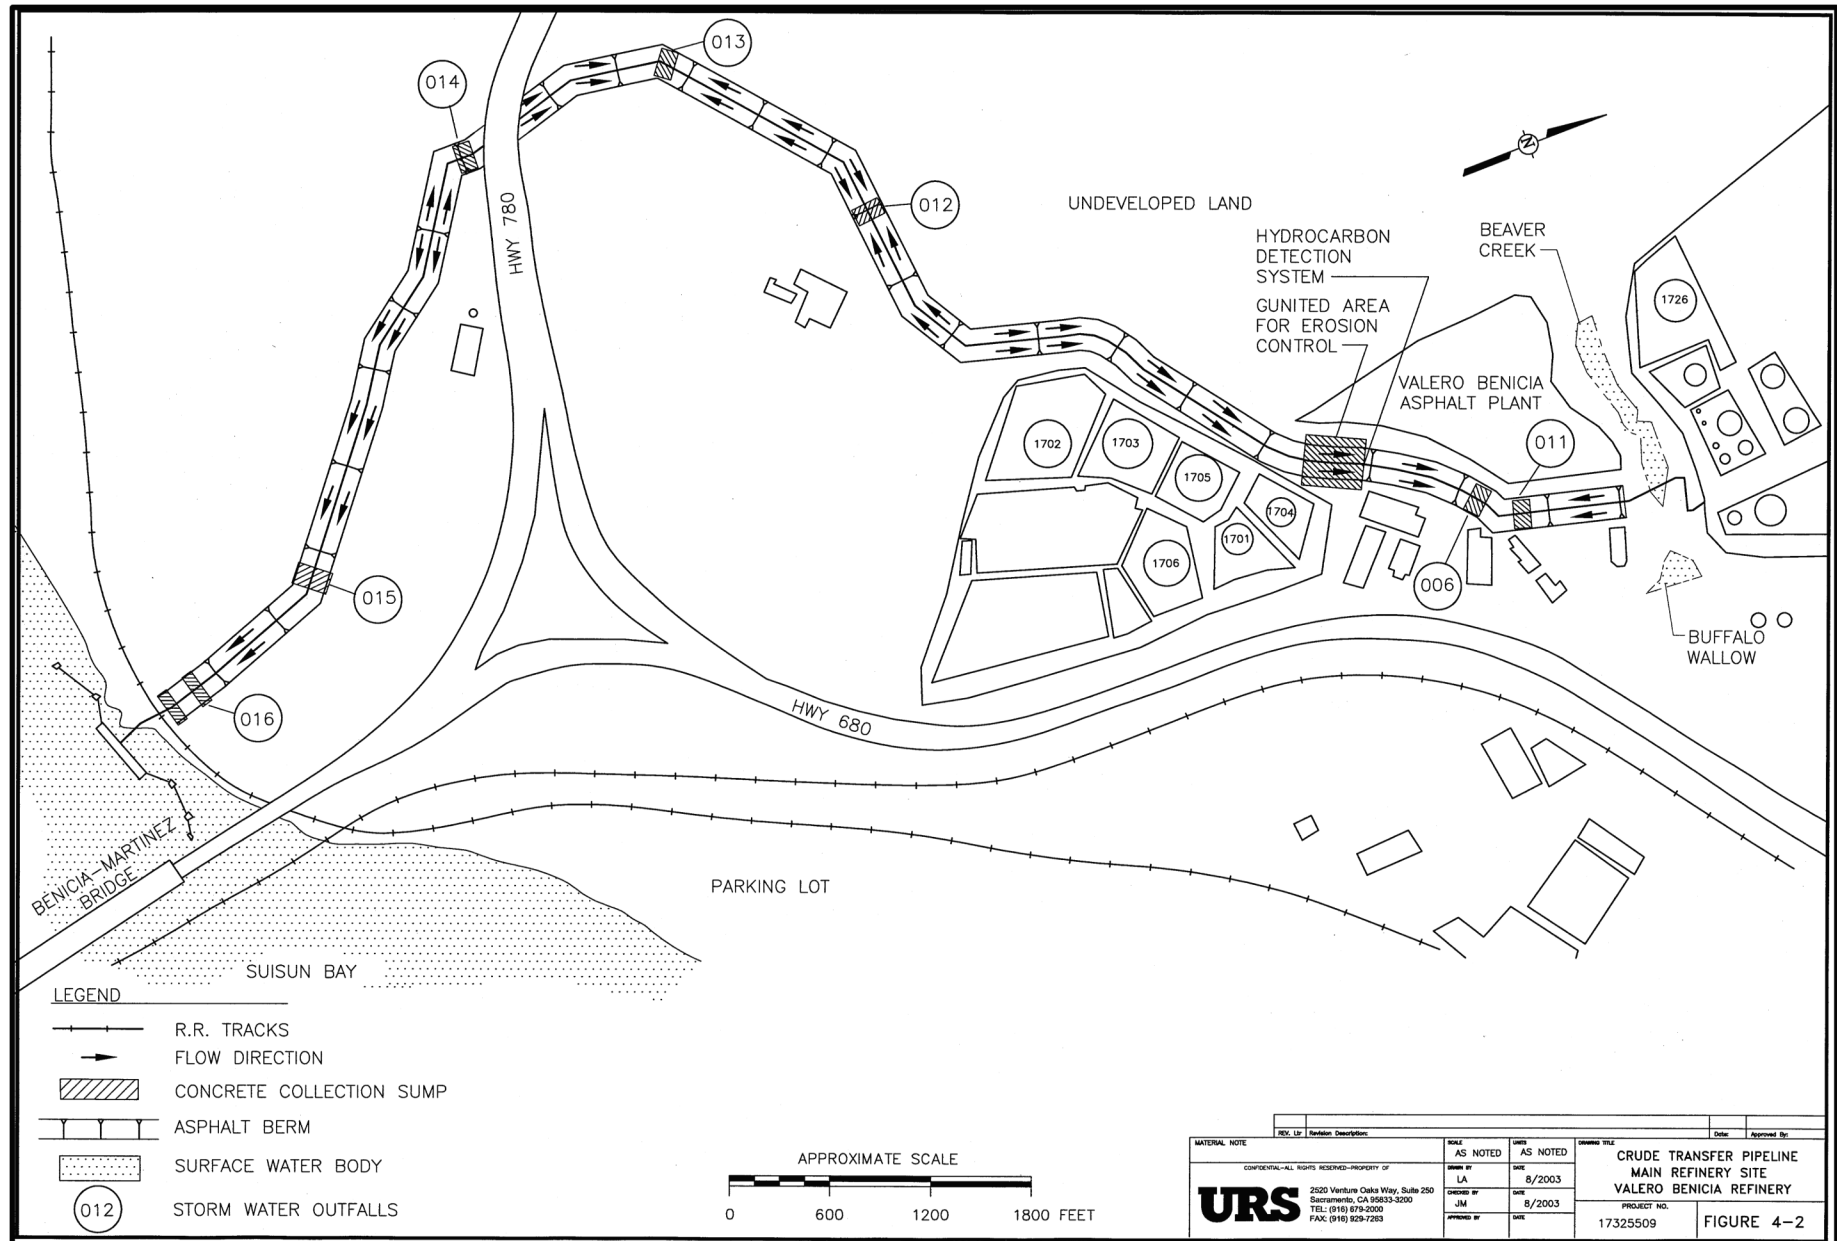 013
014
HWY 780
012
UNDEVELOPED LAND
N
HYDROCARBON
DETECTION
SYSTEM
GUNITED AREA
FOR EROSION
CONTROL
BEAVER
CREEK
1726
VALERO BENICIA
ASPHALT PLANT
011
1702
1703
1705
1704
1701
1706
006
015
016
BUFFALO
WALLOW
HWY 680
BENICIA-MARTINEZ
BRIDGE
PARKING LOT
SUISUN BAY
LEGEND
R.R. TRACKS
FLOW DIRECTION
CONCRETE COLLECTION SUMP
ASPHALT BERM
SURFACE WATER BODY
012 STORM WATER OUTFALLS
APPROXIMATE SCALE
0 600 1200 1800 FEET
REV. Ltr Revision Description: Date: Approved By:
MATERIAL NOTE
CONFIDENTIAL-ALL RIGHTS RESERVED-PROPERTY OF
URS
2520 Venture Oaks Way, Suite 250
Sacramento, CA 95833-3200
TEL: (916) 679-2000
FAX: (916) 929-7263
SCALE AS NOTED
UNITS AS NOTED
DRAWN BY LA
DATE 8/2003
CHECKED BY JM
DATE 8/2003
APPROVED BY
DATE
DRAWING TITLE
CRUDE TRANSFER PIPELINE
MAIN REFINERY SITE
VALERO BENICIA REFINERY
PROJECT NO.
17325509
FIGURE 4-2